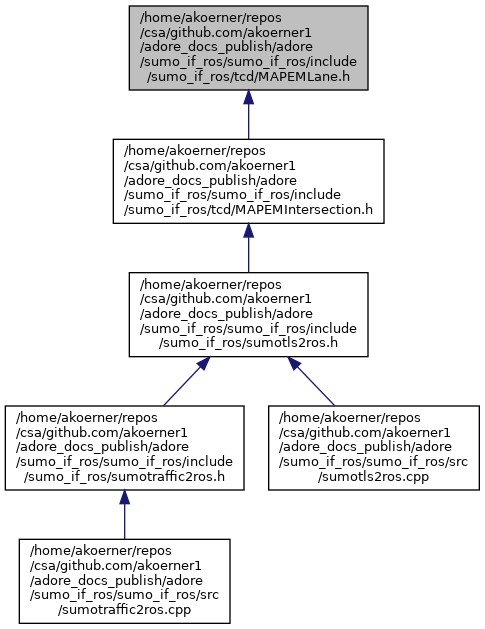 /home/akoerner/repos
/csa/github.com/akoerner1
/adore_docs_publish/adore
/sumo_if_ros/sumo_if_ros/include
/sumo_if_ros/tcd/MAPEMLane.h
/home/akoerner/repos
/csa/github.com/akoerner1
/adore_docs_publish/adore
/sumo_if_ros/sumo_if_ros/include
/sumo_if_ros/tcd/MAPEMIntersection.h
/home/akoerner/repos
/csa/github.com/akoerner1
/adore_docs_publish/adore
/sumo_if_ros/sumo_if_ros/include
/sumo_if_ros/sumotls2ros.h
/home/akoerner/repos
/csa/github.com/akoerner1
/adore_docs_publish/adore
/sumo_if_ros/sumo_if_ros/include
/sumo_if_ros/sumotraffic2ros.h
/home/akoerner/repos
/csa/github.com/akoerner1
/adore_docs_publish/adore
/sumo_if_ros/sumo_if_ros/src
/sumotls2ros.cpp
/home/akoerner/repos
/csa/github.com/akoerner1
/adore_docs_publish/adore
/sumo_if_ros/sumo_if_ros/src
/sumotraffic2ros.cpp